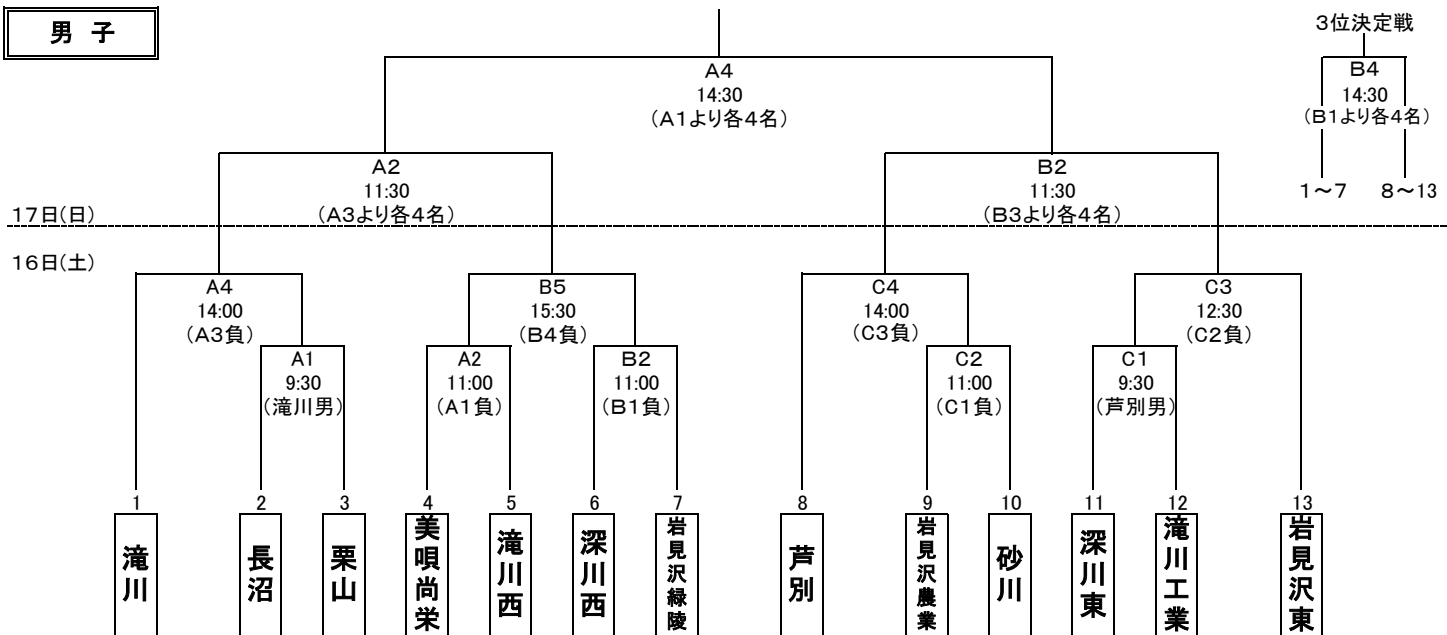 男 子
3位決定戦
A4
14:30
(A1より各4名)
B4
14:30
(B1より各4名)
1～7 8～13
A2
11:30
(A3より各4名)
B2
11:30
(B3より各4名)
17日(日)
16日(土)
A4
14:00
(A3負)
B5
15:30
(B4負)
C4
14:00
(C3負)
C3
12:30
(C2負)
A1
9:30
(滝川男)
A2
11:00
(A1負)
B2
11:00
(B1負)
C2
11:00
(C1負)
C1
9:30
(芦別男)
1 2 3 4 5 6 7 8 9 10 11 12 13
滝川
長沼
栗山
美唄尚栄
滝川西
深川西
岩見沢緑陵
芦別
岩見沢農業
砂川
深川東
滝川工業
岩見沢東